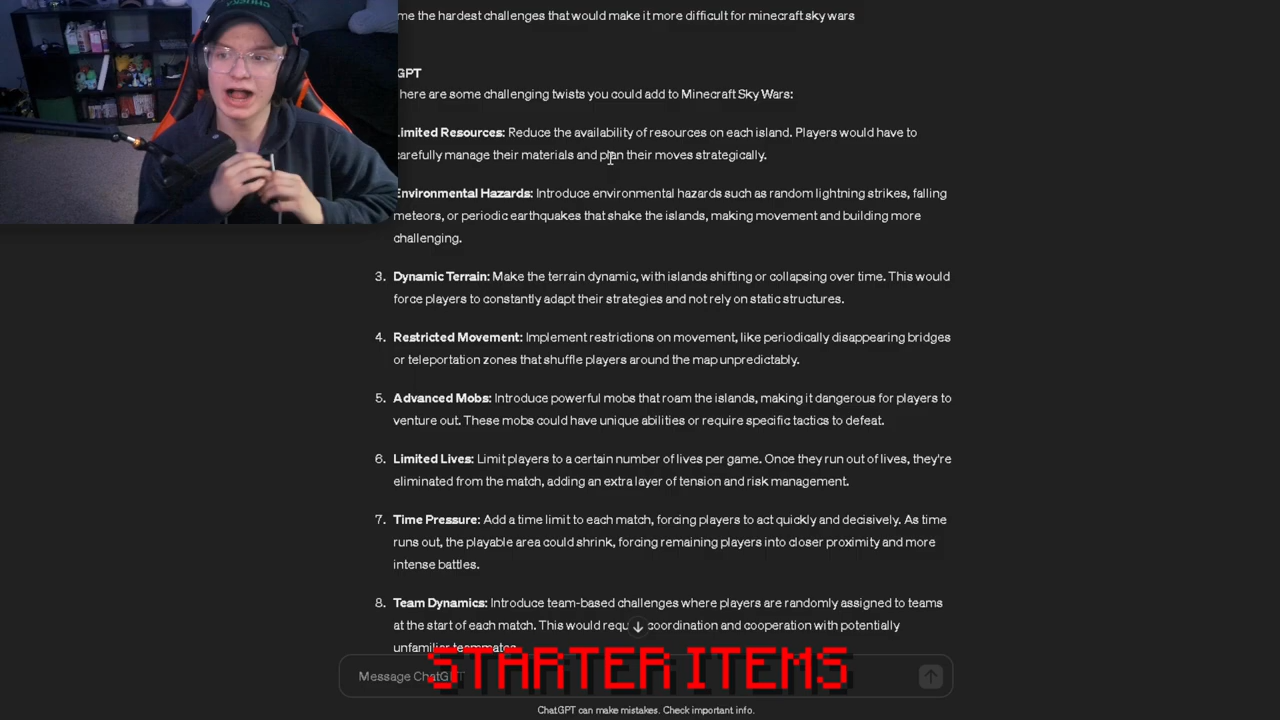 me the hardest challenges that would make it more difficult for minecraft sky wars
GPT
here are some challenging twists you could add to Minecraft Sky Wars:
Limited Resources: Reduce the availability of resources on each island. Players would have to
carefully manage their materials and plan their moves strategically.
Environmental Hazards: Introduce environmental hazards such as random lightning strikes, falling
meteors, or periodic earthquakes that shake the islands, making movement and building more
challenging.
3. Dynamic Terrain: Make the terrain dynamic, with islands shifting or collapsing over time. This would
force players to constantly adapt their strategies and not rely on static structures.
4. Restricted Movement: Implement restrictions on movement, like periodically disappearing bridges
or teleportation zones that shuffle players around the map unpredictably.
5. Advanced Mobs: Introduce powerful mobs that roam the islands, making it dangerous for players to
venture out. These mobs could have unique abilities or require specific tactics to defeat.
6. Limited Lives: Limit players to a certain number of lives per game. Once they run out of lives, they're
eliminated from the match, adding an extra layer of tension and risk management.
7. Time Pressure: Add a time limit to each match, forcing players to act quickly and decisively. As time
runs out, the playable area could shrink, forcing remaining players into closer proximity and more
intense battles.
8. Team Dynamics: Introduce team-based challenges where players are randomly assigned to teams
at the start of each match. This would requ coordination and cooperation with potentially
unfamiliar teammates.
STARTER ITEMS
Message ChatGPT
ChatGPT can make mistakes. Check important info.